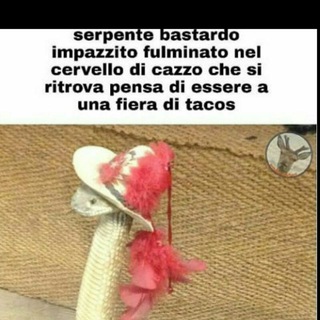 serpente bastardo
impazzito fulminato nel
cervello di cazzo che si
ritrova pensa di essere a
una fiera di tacos